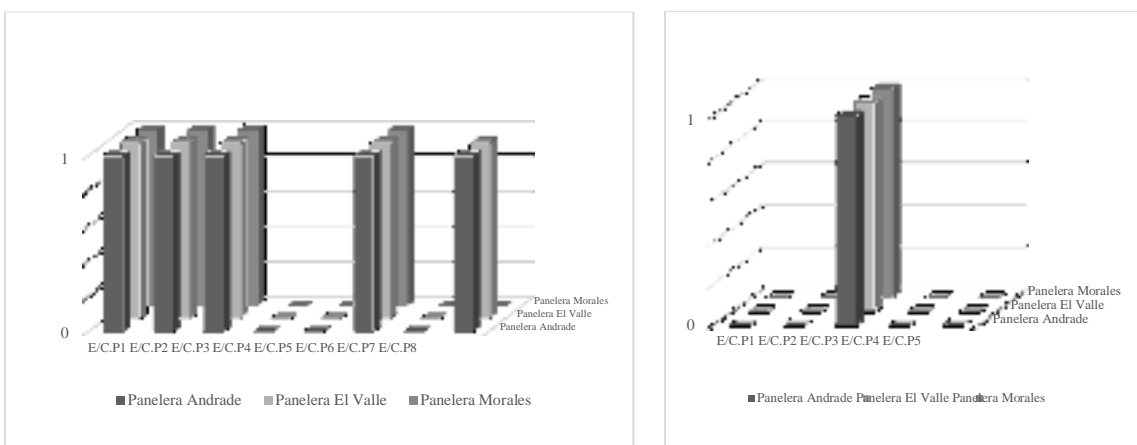 1
0
Panelera Morales
Panelera El Valle
Panelera Andrade
E/C.P1 E/C.P2 E/C.P3 E/C.P4 E/C.P5 E/C.P6 E/C.P7 E/C.P8
Panelera Andrade Panelera El Valle Panelera Morales
1
0
Panelera Morales
Panelera El Valle
Panelera Andrade
E/C.P1 E/C.P2 E/C.P3 E/C.P4 E/C.P5
Panelera Andrade Panelera El Valle Panelera Morales